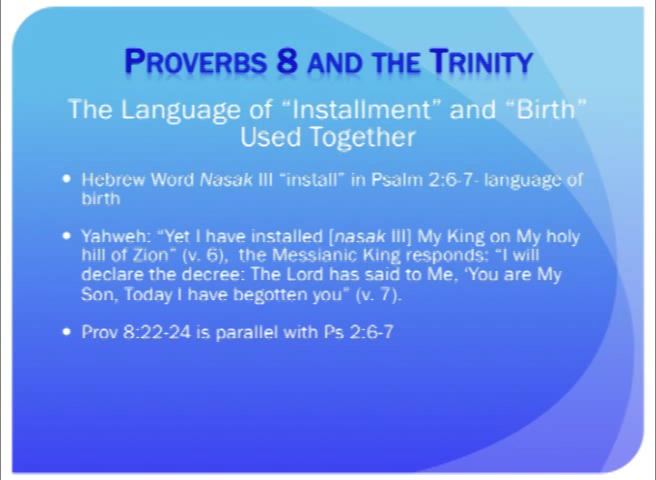 PROVERBS 8 AND THE TRINITY
The Language of “Installment” and “Birth”
Used Together
• Hebrew Word Nasak III “install” in Psalm 2:6-7- language of
birth
• Yahweh: “Yet I have installed [nasak III] My King on My holy
hill of Zion” (v. 6), the Messianic King responds: “I will
declare the decree: The Lord has said to Me, ‘You are My
Son, Today I have begotten you” (v. 7).
• Prov 8:22-24 is parallel with Ps 2:6-7